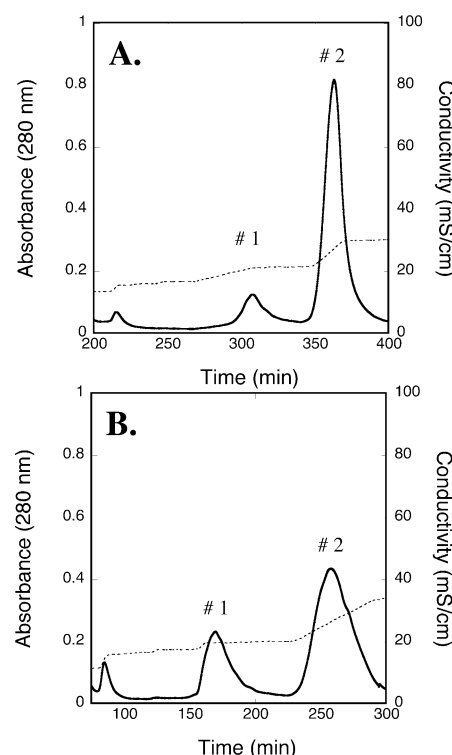 A.
# 1
# 2
1
0.8
0.6
0.4
0.2
0
Absorbance (280 nm)
100
80
60
40
20
0
Conductivity (mS/cm)
200 250 300 350 400
Time (min)
B.
# 1
# 2
1
0.8
0.6
0.4
0.2
0
Absorbance (280 nm)
100
80
60
40
20
0
Conductivity (mS/cm)
100 150 200 250 300
Time (min)